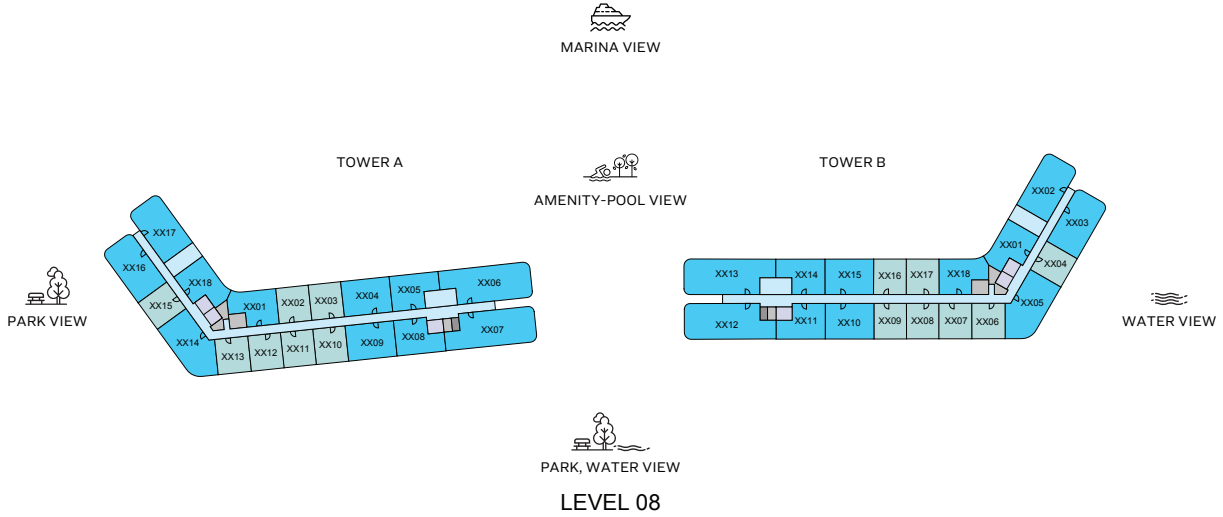 MARINA VIEW
TOWER A
TOWER B
AMENITY-POOL VIEW
PARK VIEW
WATER VIEW
XX17
XX16
XX18
XX15
XX14
XX01
XX02
XX03
XX04
XX05
XX06
XX13
XX12
XX11
XX10
XX09
XX08
XX07
XX02
XX03
XX01
XX04
XX05
XX13
XX14
XX15
XX16
XX17
XX18
XX12
XX11
XX10
XX09
XX08
XX07
XX06
PARK, WATER VIEW
LEVEL 08